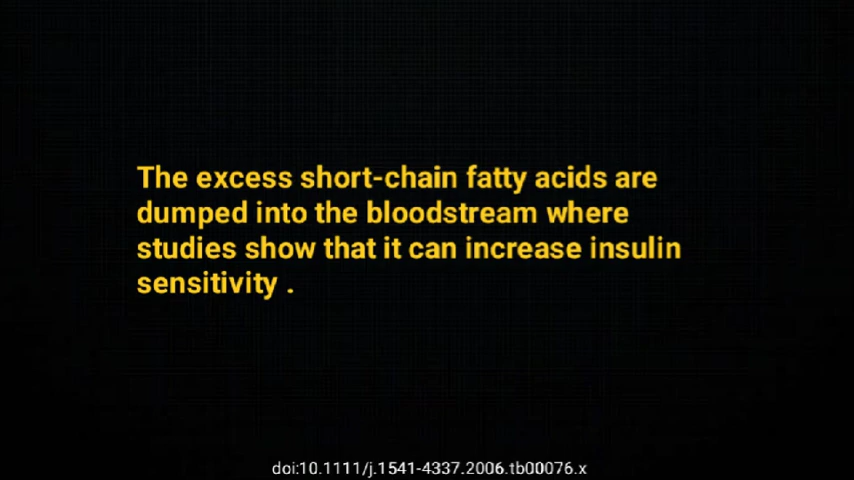 The excess short-chain fatty acids are
dumped into the bloodstream where
studies show that it can increase insulin
sensitivity .
doi:10.1111/j.1541-4337.2006.tb00076.x